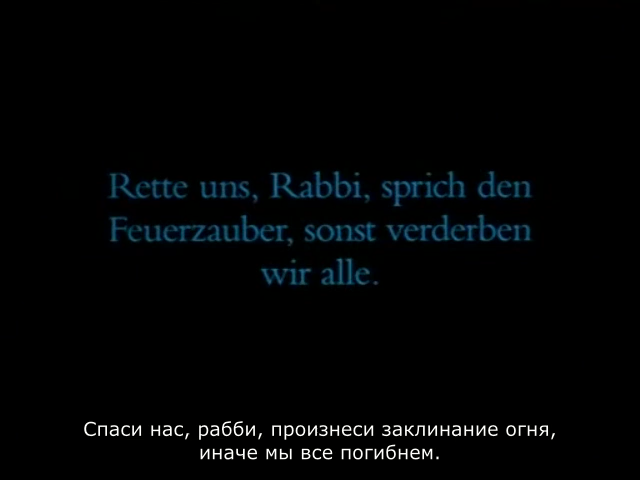 Rette uns, Rabbi, sprich den
Feuerzauber, sonst verderben
wir alle.
Спаси нас, рабби, произнеси заклинание огня,
иначе мы все погибнем.